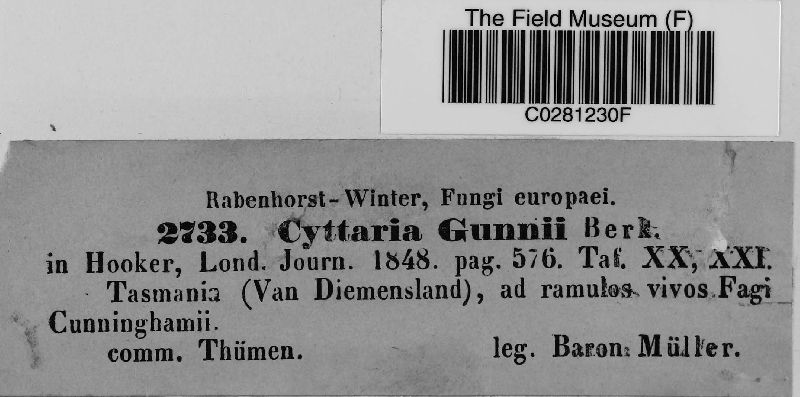 The Field Museum (F)
C0281230F
Rabenhorst-Winter, Fungi europaei.
2733. Cyttaria Gunnii Berk.
in Hooker, Lond. Journ. 1848. pag. 576. Taf. XX, XXI.
Tasmania (Van Diemensland), ad ramulos vivos Fagi
Cunninghamii.
comm. Thümen. leg. Baron Müller.